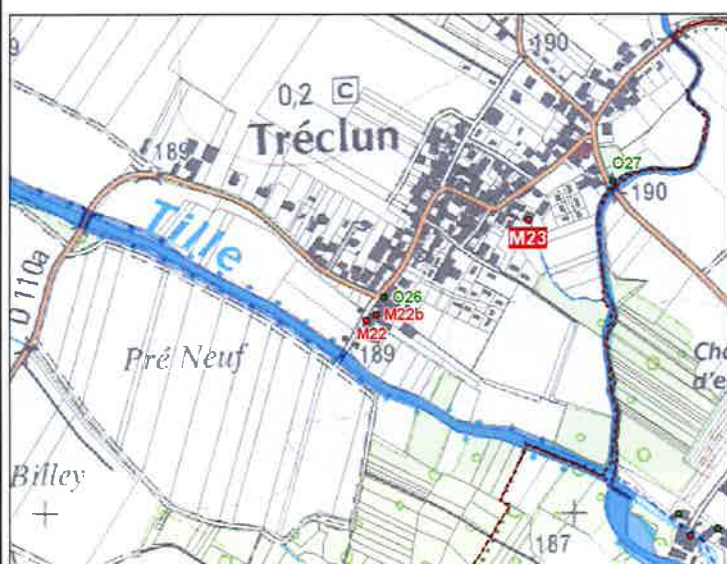 9
190
0,2 C
Tréclun
189
O27
190
M23
Tille
D 110a
O26
M22b
M22
189
Pré Neuf
Ch
d'e
Billey
187